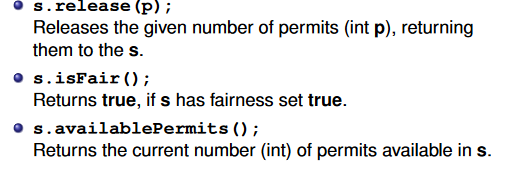 s.release(p);
Releases the given number of permits (int p), returning
them to the s.
s.isFair();
Returns true, if s has fairness set true.
s.availablePermits();
Returns the current number (int) of permits available in s.